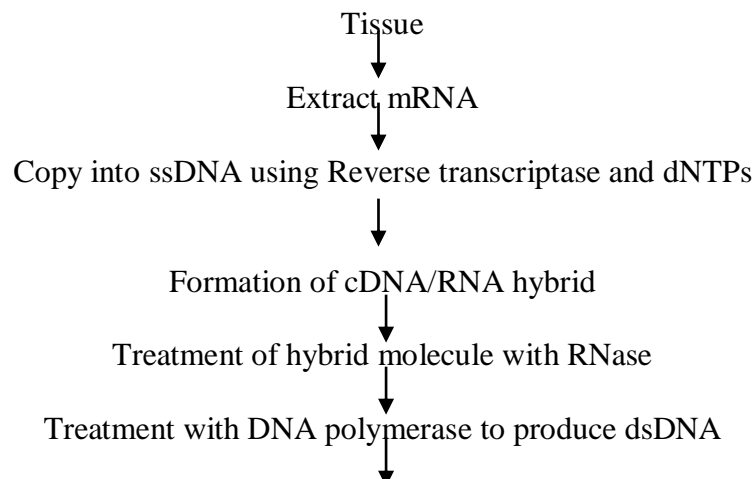 Tissue
Extract mRNA
Copy into ssDNA using Reverse transcriptase and dNTPs
Formation of cDNA/RNA hybrid
Treatment of hybrid molecule with RNase
Treatment with DNA polymerase to produce dsDNA